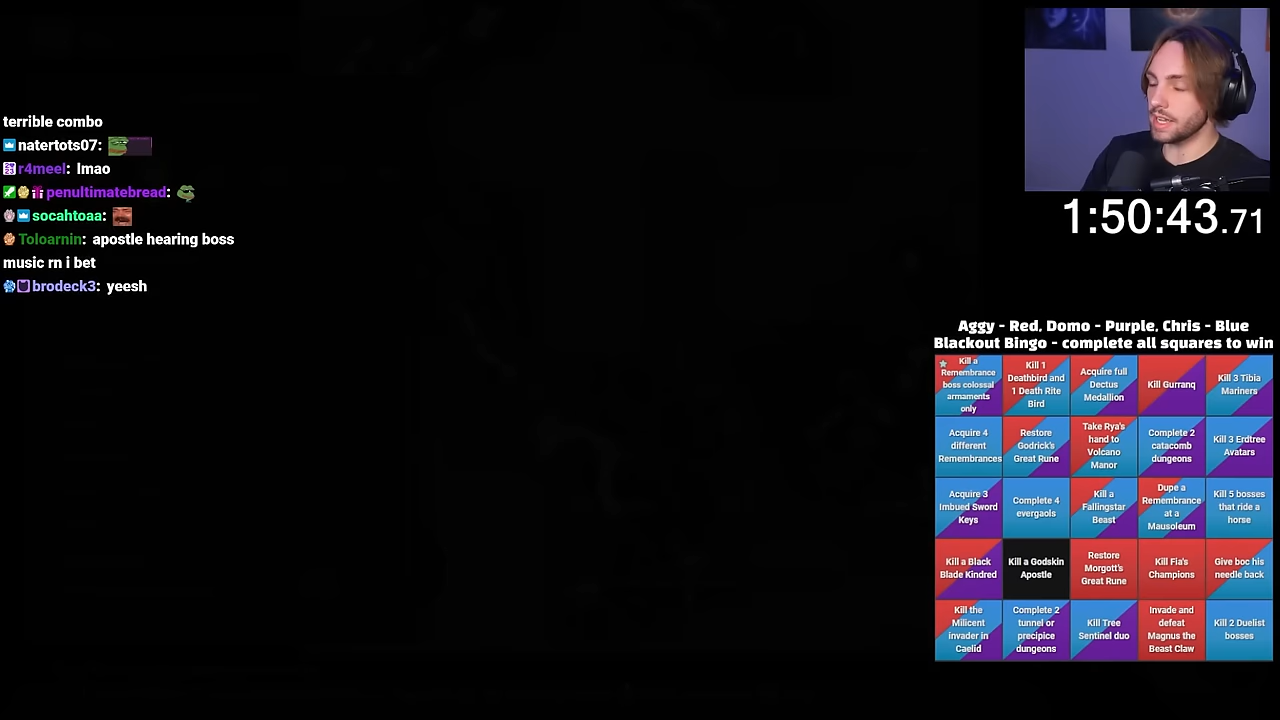 terrible combo
natertots07:
r4meel: lmao
penultimatebread:
socahtoaa:
Toloarnin: apostle hearing boss
music rn i bet
brodeck3: yeesh
1:50:43.71
Aggy - Red, Domo - Purple, Chris - Blue
Blackout Bingo - complete all squares to win
Kill a
Remembrance
boss colossal
armaments
only
Kill 1
Deathbird and
1 Death Rite
Bird
Acquire full
Dectus
Medallion
Kill Gurranq
Kill 3 Tibia
Mariners
Acquire 4
different
Remembrances
Restore
Godrick's
Great Rune
Take Rya's
hand to
Volcano
Manor
Complete 2
catacomb
dungeons
Kill 3 Erdtree
Avatars
Acquire 3
Imbued Sword
Keys
Complete 4
evergaols
Kill a
Fallingstar
Beast
Dupe a
Remembrance
at a
Mausoleum
Kill 5 bosses
that ride a
horse
Kill a Black
Blade Kindred
Kill a Godskin
Apostle
Restore
Morgott's
Great Rune
Kill Fia's
Champions
Give boc his
needle back
Kill the
Milicent
invader in
Caelid
Complete 2
tunnel or
precipice
dungeons
Kill Tree
Sentinel duo
Invade and
defeat
Magnus the
Beast Claw
Kill 2 Duelist
bosses